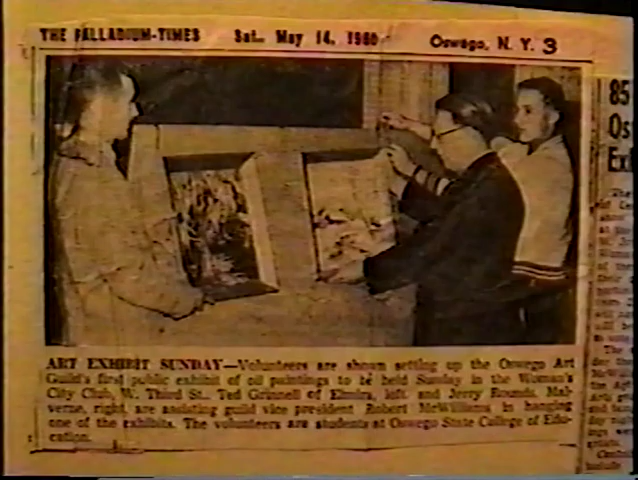 THE PALLADIUM-TIMES Sat., May 14, 1960 Oswego, N. Y. 3
ART EXHIBIT SUNDAY—Volunteers are shown setting up the Oswego Art
Guild's first public exhibit of oil paintings to be held Sunday in the Woman's
City Club, W. Third St. Ted Grinnell of Elmira, left, and Jerry Mal-
verne, right, are assisting guild vice president Robert McWilliams in hanging
one of the exhibits. The volunteers are students at Oswego State College of Edu-
cation.
85
Os
Ex